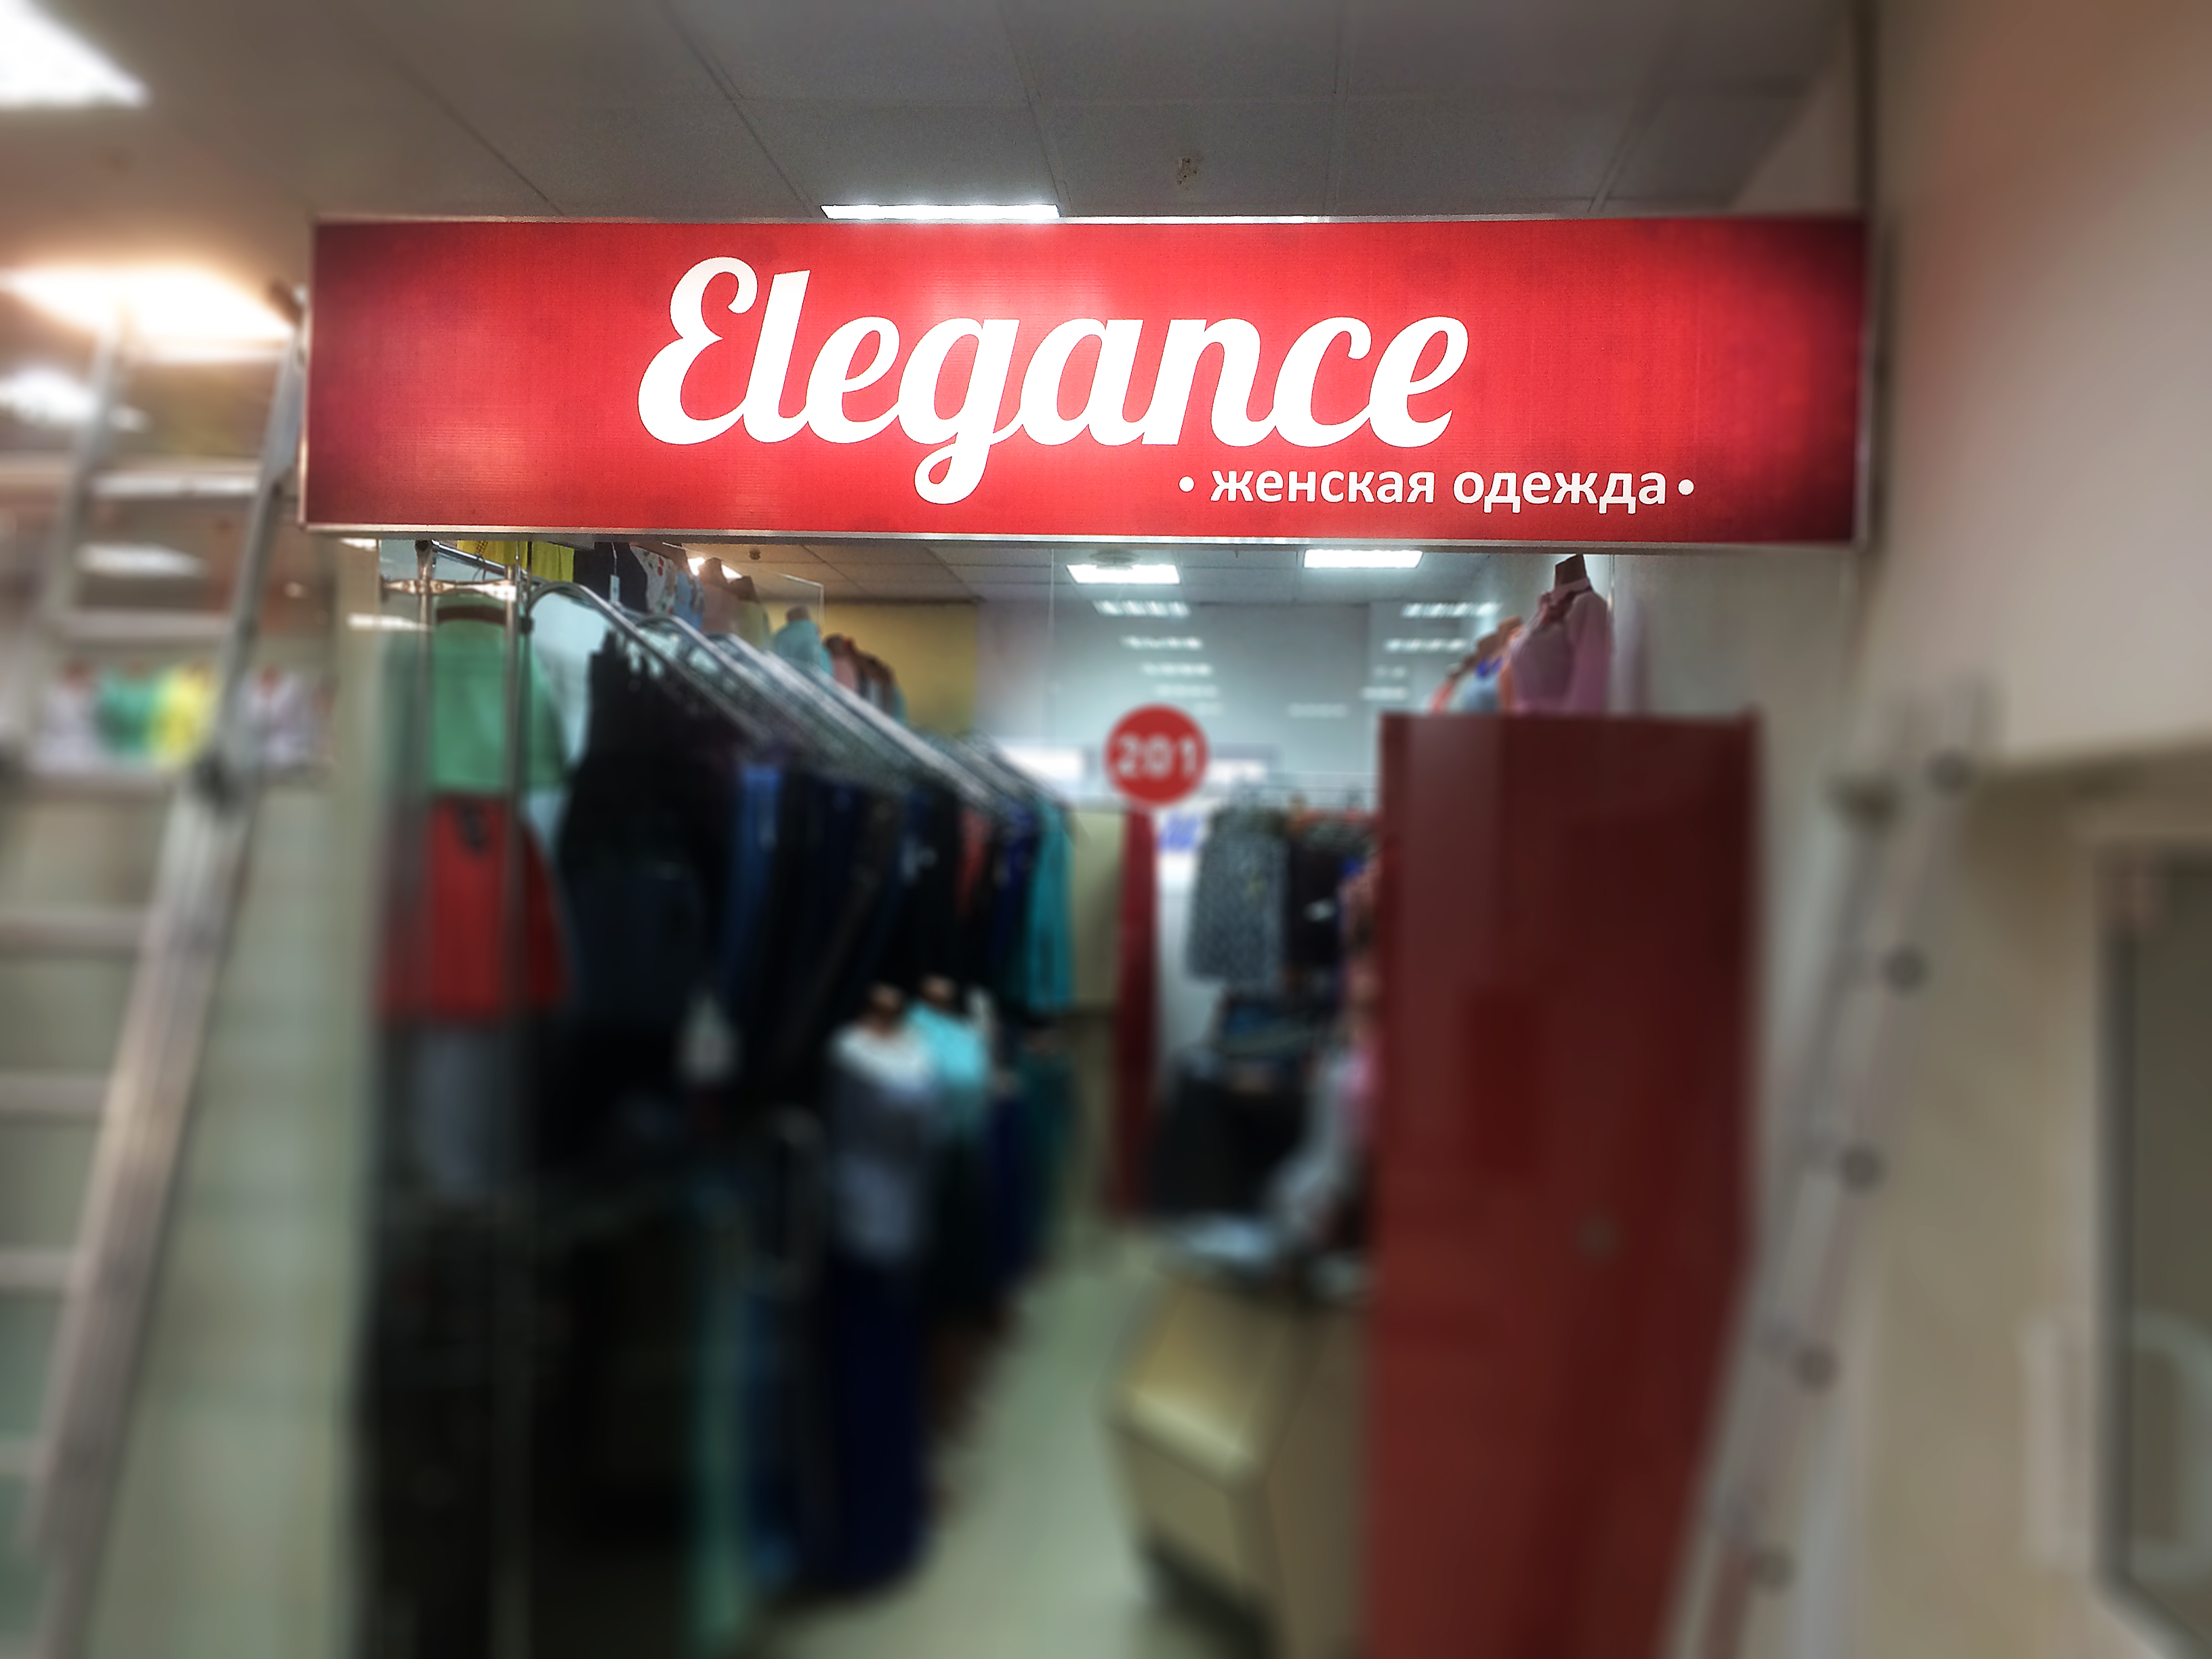 Elegance
• женская одежда •
201